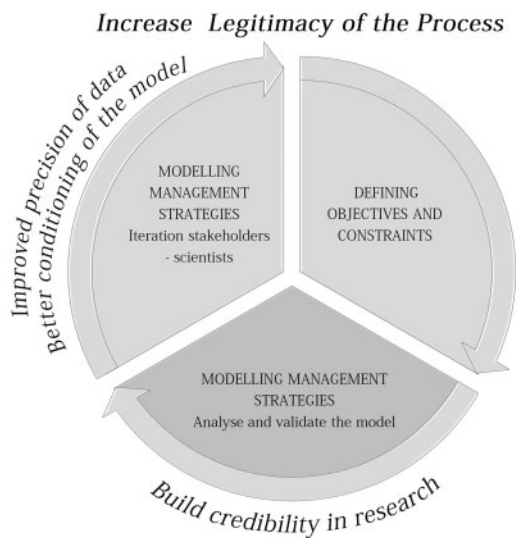 Increase Legitimacy of the Process
Improved precision of data
Better conditioning of the model
MODELLING
MANAGEMENT
STRATEGIES
Iteration stakeholders
- scientists
DEFINING
OBJECTIVES AND
CONSTRAINTS
MODELLING MANAGEMENT
STRATEGIES
Analyse and validate the model
Build credibility in research